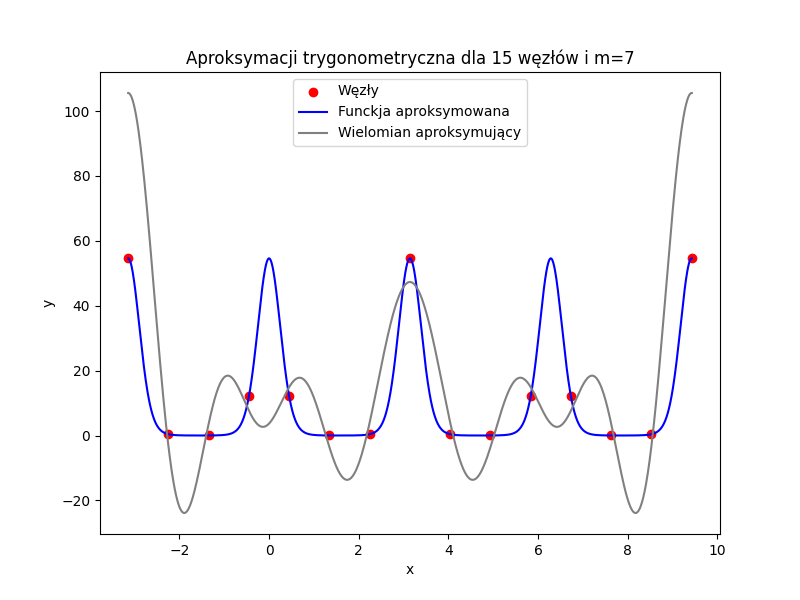 Aproksymacji trygonometryczna dla 15 węzłów i m=7
Węzły
Funckja aproksymowana
Wielomian aproksymujący
100
80
60
40
20
0
−20
y
−2
0
2
4
6
8
10
x